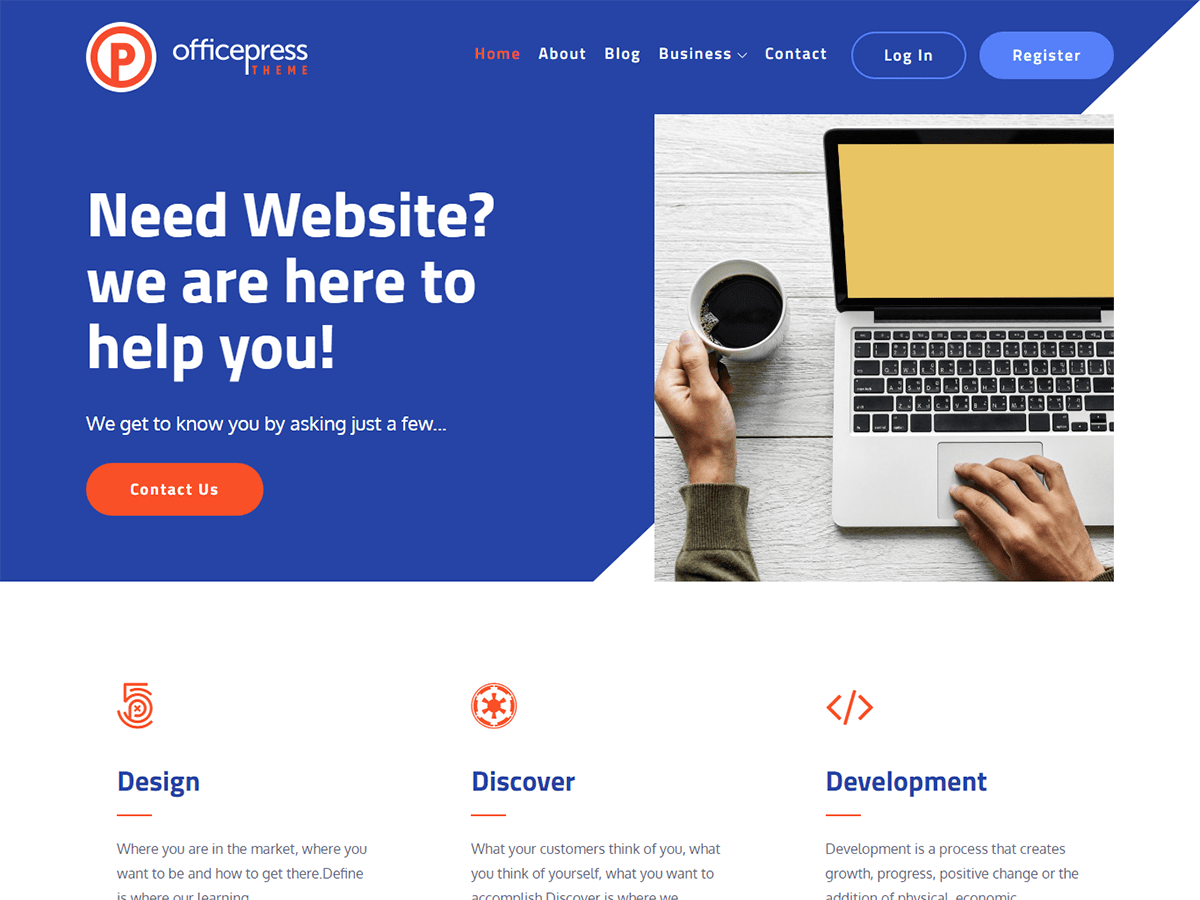 P
officepress
THEME
Home About Blog Business Contact Log In Register
Need Website?
we are here to
help you!
We get to know you by asking just a few...
Contact Us
Design
Where you are in the market, where you
want to be and how to get there.Define
is where our learning
Discover
What your customers think of you, what
you think of yourself, what you want to
accomplish.Discover is where we
Development
Development is a process that creates
growth, progress, positive change or the
addition of physical, economic,